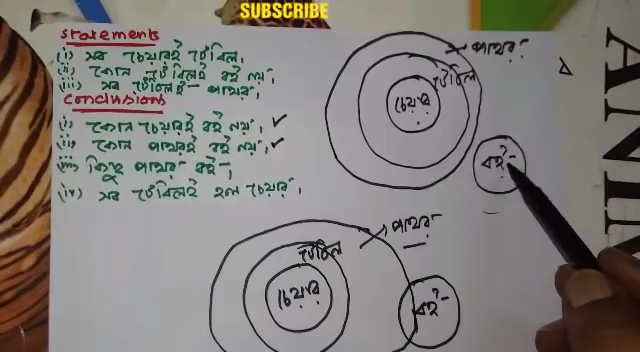 SUBSCRIBE
Statements
(i) সব চেয়ারই টেবিল,
(ii) কোন টেবিলই বই নয়,
(iii) সব টেবিলই পাথর,
Conclusions
(i) কোন চেয়ারই বই নয়, ✓
(ii) কোন পাথরই বই নয়, ✓
(iii) কিছু পাথর বই,
(iv) সব টেবিলই হল চেয়ার,
পাথর
টেবিল
চেয়ার
বই
পাথর
টেবিল
চেয়ার
বই